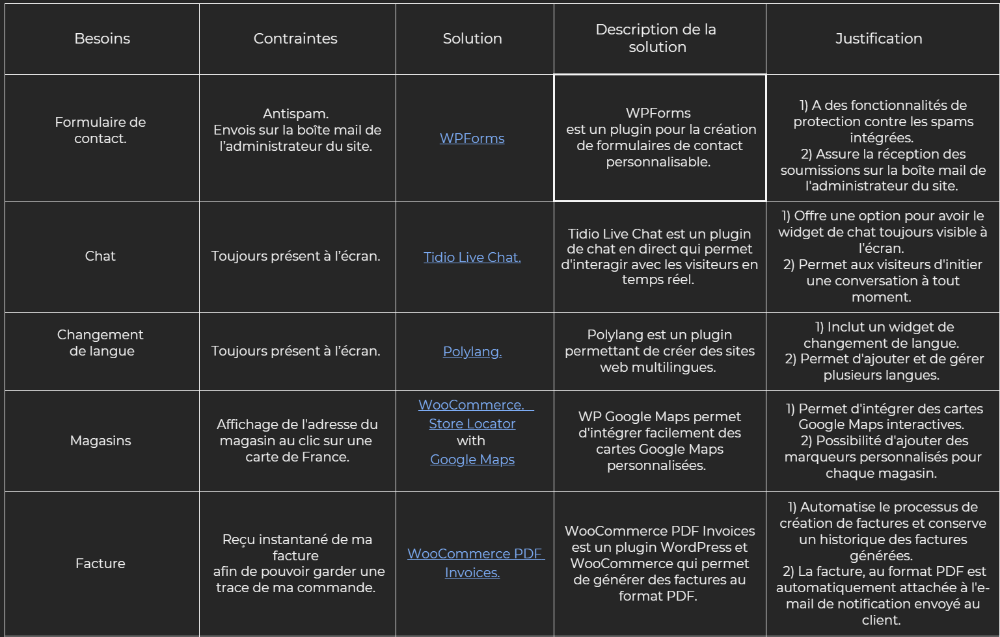 Besoins
Contraintes
Solution
Description de la
solution
Justification
Formulaire de
contact.
Antispam.
Envois sur la boîte mail de
l’administrateur du site.
WPForms
WPForms
est un plugin pour la création
de formulaires de contact
personnalisable.
1) A des fonctionnalités de
protection contre les spams
intégrées.
2) Assure la réception des
soumissions sur la boîte mail de
l'administrateur du site.
Chat
Toujours présent à l’écran.
Tidio Live Chat.
Tidio Live Chat est un plugin
de chat en direct qui permet
d'interagir avec les visiteurs en
temps réel.
1) Offre une option pour avoir le
widget de chat toujours visible à
l'écran.
2) Permet aux visiteurs d'initier
une conversation à tout
moment.
Changement
de langue
Toujours présent à l’écran.
Polylang.
Polylang est un plugin
permettant de créer des sites
web multilingues.
1) Inclut un widget de
changement de langue.
2) Permet d'ajouter et de gérer
plusieurs langues.
Magasins
Affichage de l'adresse du
magasin au clic sur une
carte de France.
WooCommerce.
Store Locator
with
Google Maps
WP Google Maps permet
d'intégrer facilement des
cartes Google Maps
personnalisées.
1) Permet d'intégrer des cartes
Google Maps interactives.
2) Possibilité d'ajouter des
marqueurs personnalisés pour
chaque magasin.
Facture
Reçu instantané de ma
facture
afin de pouvoir garder une
trace de ma commande.
WooCommerce PDF
Invoices.
WooCommerce PDF Invoices
est un plugin WordPress et
WooCommerce qui permet
de générer des factures au
format PDF.
1) Automatise le processus de
création de factures et conserve
un historique des factures
générées.
2) La facture, au format PDF est
automatiquement attachée à l'e-
mail de notification envoyé au
client.